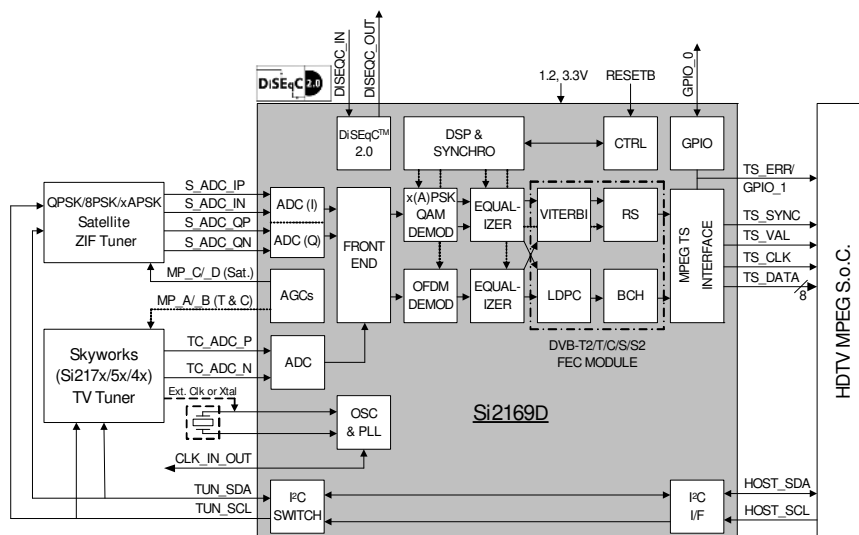 DiSEqC 2.0
DISEQC_IN
DISEQC_OUT
1.2, 3.3V
RESETB
GPIO_0
DiSEqC™
2.0
DSP &
SYNCHRO
CTRL
GPIO
TS_ERR/
GPIO_1
QPSK/8PSK/xAPSK
Satellite
ZIF Tuner
S_ADC_IP
S_ADC_IN
S_ADC_QP
S_ADC_QN
ADC (I)
ADC (Q)
FRONT
END
x(A)PSK
QAM
DEMOD
EQUAL-
IZER
VITERBI
RS
MPEG TS
INTERFACE
TS_SYNC
TS_VAL
TS_CLK
TS_DATA
8
MP_C/_D (Sat.)
MP_A/_B (T & C)
AGCs
OFDM
DEMOD
EQUAL-
IZER
LDPC
BCH
DVB-T2/T/C/S/S2
FEC MODULE
HDTV MPEG S.o.C.
Skyworks
(Si217x/5x/4x)
TV Tuner
TC_ADC_P
TC_ADC_N
ADC
Ext. Clk or Xtal
OSC
& PLL
Si2169D
CLK_IN_OUT
TUN_SDA
TUN_SCL
I²C
SWITCH
I²C
I/F
HOST_SDA
HOST_SCL